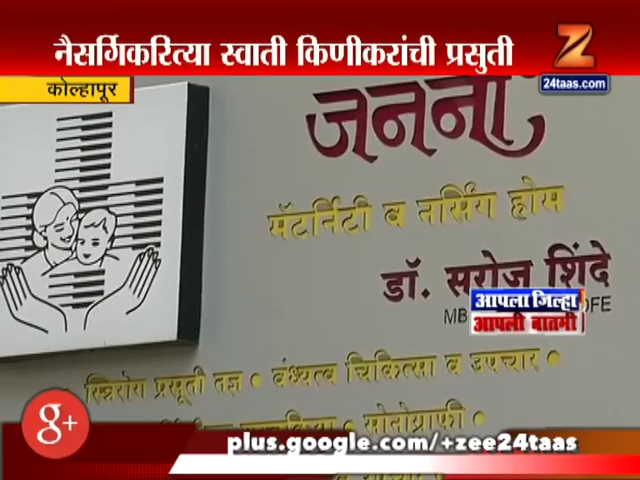 नैसर्गिकरित्या स्वाती किणीकरांची प्रसुती
24taas.com
कोल्हापूर
जननी
मॅटर्निटी व नर्सिंग होम
डॉ. सरोज शिंदे
MB
आपला जिल्हा
आपली बातमी
स्त्रिरोग प्रसूती तज्ञ • वंध्यत्व चिकित्सा व उपचार •
• सोनोग्राफी •
g+
plus.google.com/+zee24taas